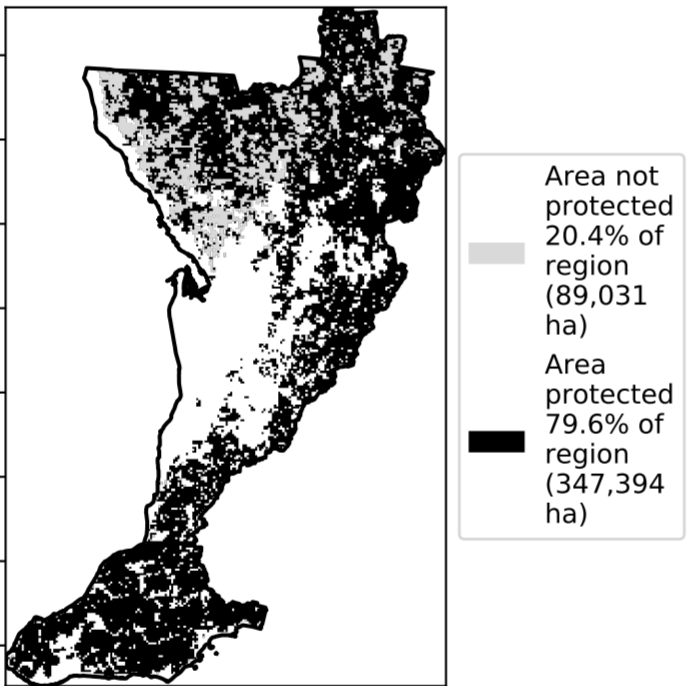 Area not
protected
20.4% of
region
(89,031
ha)
Area
protected
79.6% of
region
(347,394
ha)